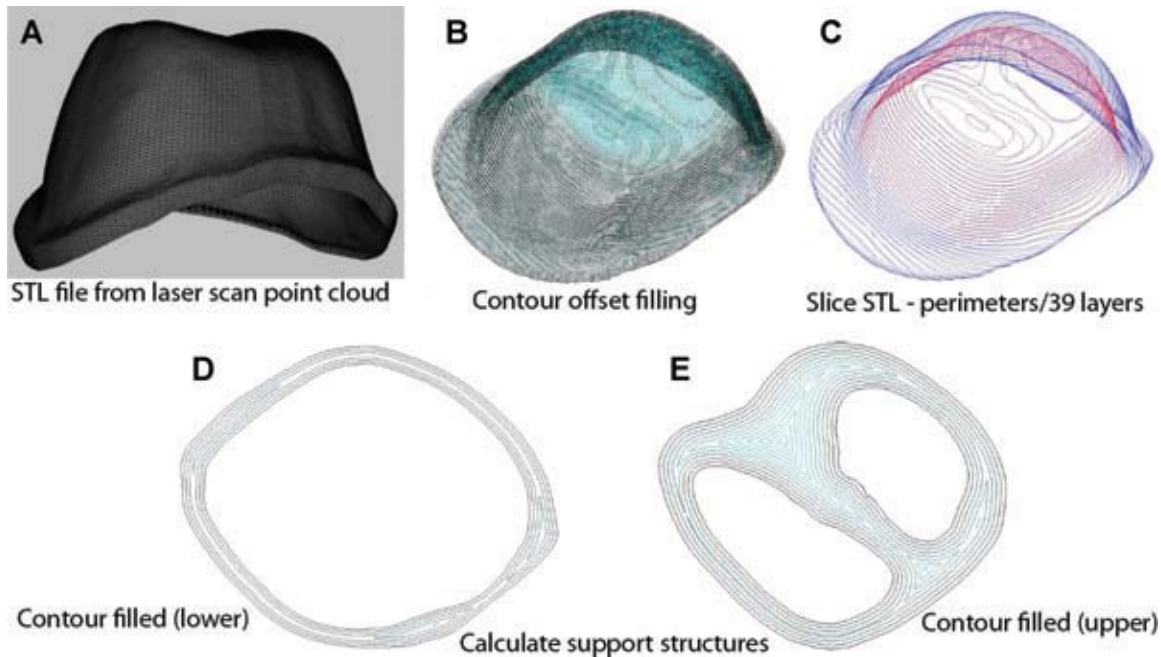 A
B
C
STL file from laser scan point cloud
Contour offset filling
Slice STL - perimeters/39 layers
D
E
Contour filled (lower)
Calculate support structures
Contour filled (upper)